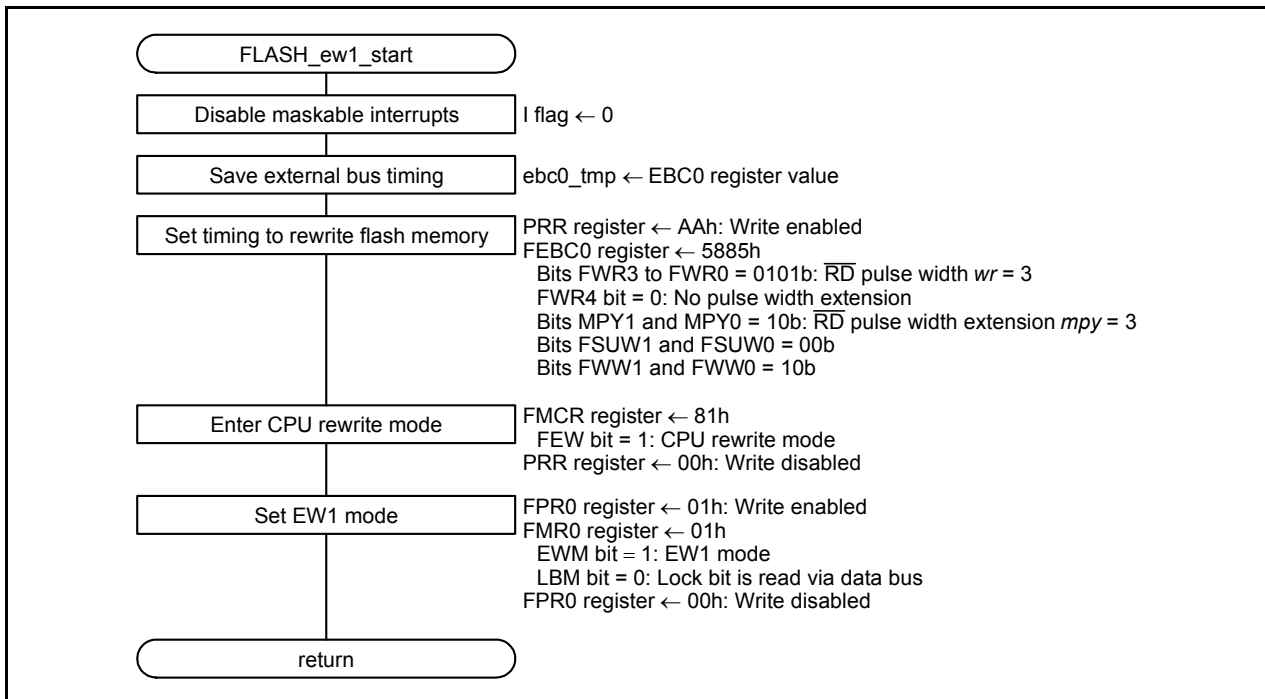 FLASH_ew1_start
Disable maskable interrupts
I flag ← 0
Save external bus timing
ebc0_tmp ← EBC0 register value
Set timing to rewrite flash memory
PRR register ← AAh: Write enabled
FEBC0 register ← 5885h
Bits FWR3 to FWR0 = 0101b: R̅D̅ pulse width wr = 3
FWR4 bit = 0: No pulse width extension
Bits MPY1 and MPY0 = 10b: R̅D̅ pulse width extension mpy = 3
Bits FSUW1 and FSUW0 = 00b
Bits FWW1 and FWW0 = 10b
Enter CPU rewrite mode
FMCR register ← 81h
FEW bit = 1: CPU rewrite mode
PRR register ← 00h: Write disabled
Set EW1 mode
FPR0 register ← 01h: Write enabled
FMR0 register ← 01h
EWM bit = 1: EW1 mode
LBM bit = 0: Lock bit is read via data bus
FPR0 register ← 00h: Write disabled
return